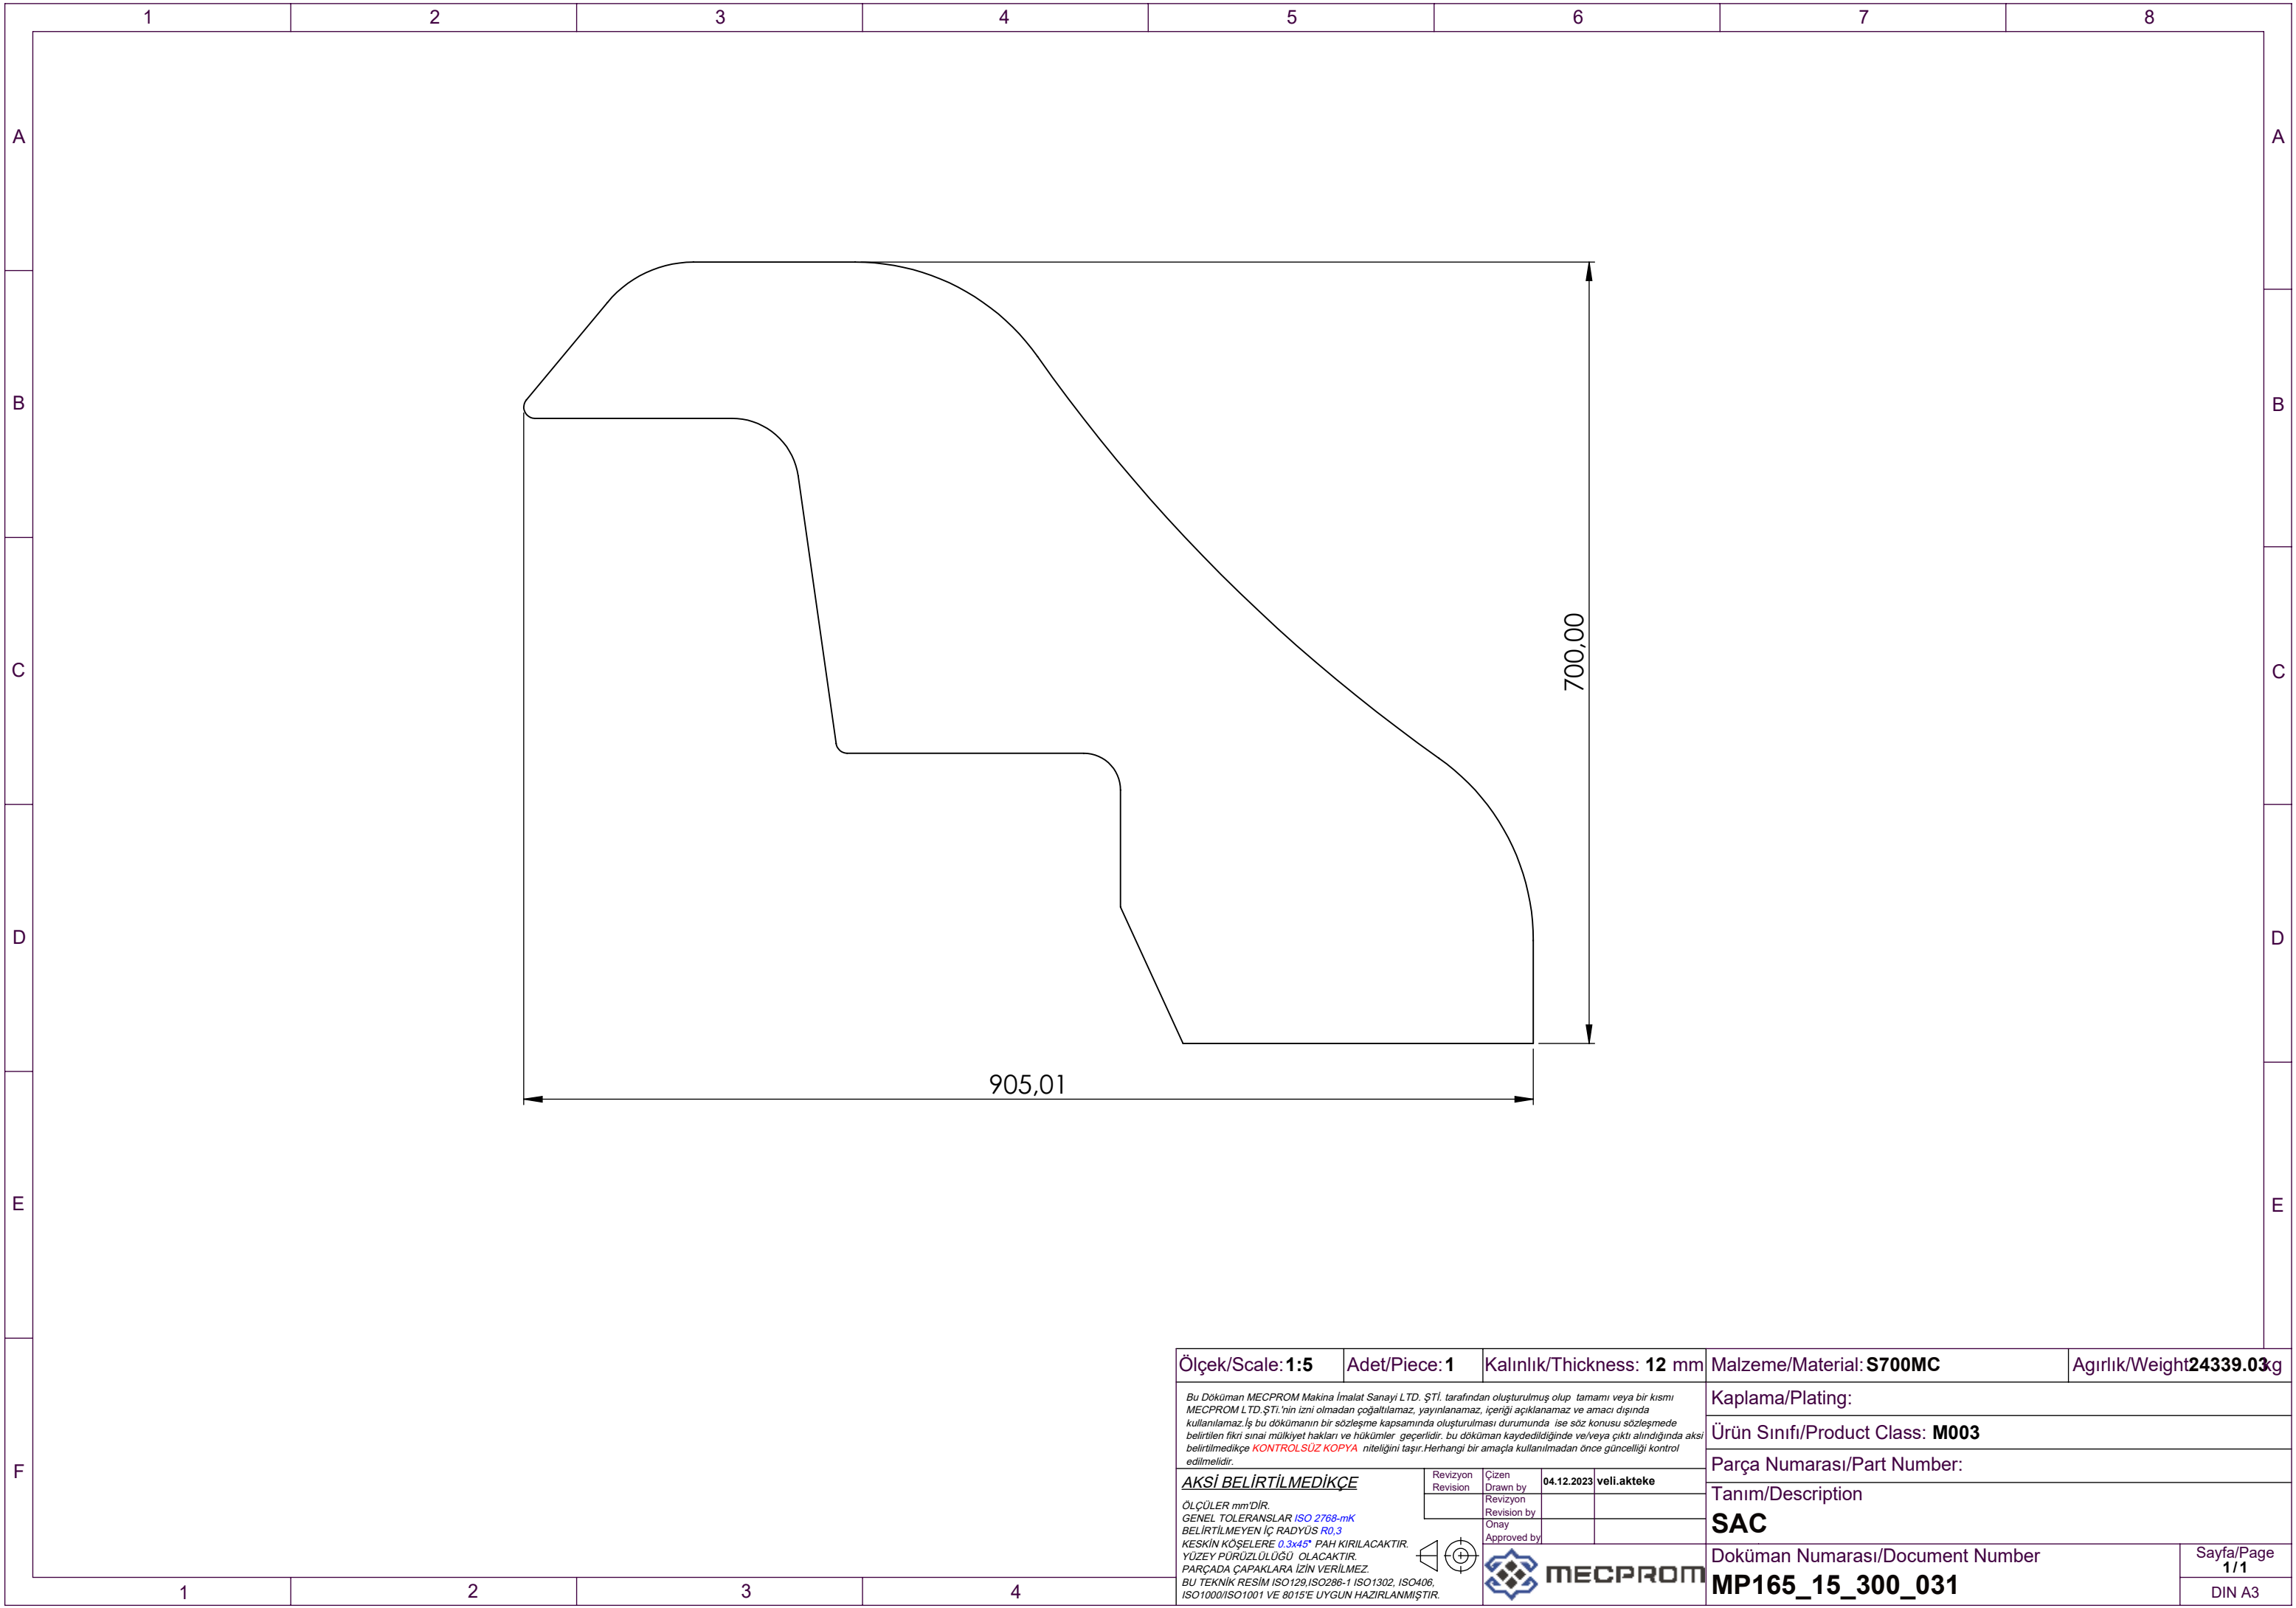 1 2 3 4 5 6 7 8
A A
B B
C C
D D
E E
F
700,00
905,01
Ölçek/Scale: 1:5 Adet/Piece: 1 Kalınlık/Thickness: 12 mm Malzeme/Material: S700MC Agırlık/Weight 24339.03 kg
Bu Döküman MECPROM Makina İmalat Sanayi LTD. ŞTİ. tarafından oluşturulmuş olup tamamı veya bir kısmı
MECPROM LTD.ŞTi.'nin izni olmadan çoğaltılamaz, yayınlanamaz, içeriği açıklanamaz ve amacı dışında
kullanılamaz.İş bu dökümanın bir sözleşme kapsamında oluşturulması durumunda ise söz konusu sözleşmede
belirtilen fikri sınai mülkiyet hakları ve hükümler geçerlidir. bu döküman kaydedildiğinde ve/veya çıktı alındığında aksi
belirtilmedikçe KONTROLSÜZ KOPYA niteliğini taşır.Herhangi bir amaçla kullanılmadan önce güncelliği kontrol
edilmelidir.
Kaplama/Plating:
Ürün Sınıfı/Product Class: M003
Parça Numarası/Part Number:
Tanım/Description
SAC
AKSİ BELİRTİLMEDİKÇE
ÖLÇÜLER mm'DİR.
GENEL TOLERANSLAR ISO 2768-mK
BELİRTİLMEYEN İÇ RADYÜS R0,3
KESKİN KÖŞELERE 0.3x45° PAH KIRILACAKTIR.
YÜZEY PÜRÜZLÜLÜĞÜ OLACAKTIR.
PARÇADA ÇAPAKLARA İZİN VERİLMEZ.
BU TEKNİK RESİM ISO129,ISO286-1 ISO1302, ISO406,
ISO1000/ISO1001 VE 8015'E UYGUN HAZIRLANMIŞTIR.
Revizyon
Revision
Çizen
Drawn by
04.12.2023 veli.akteke
Revizyon
Revision by
Onay
Approved by
MECPROM
Doküman Numarası/Document Number
MP165_15_300_031
Sayfa/Page
1/1
DIN A3
1 2 3 4